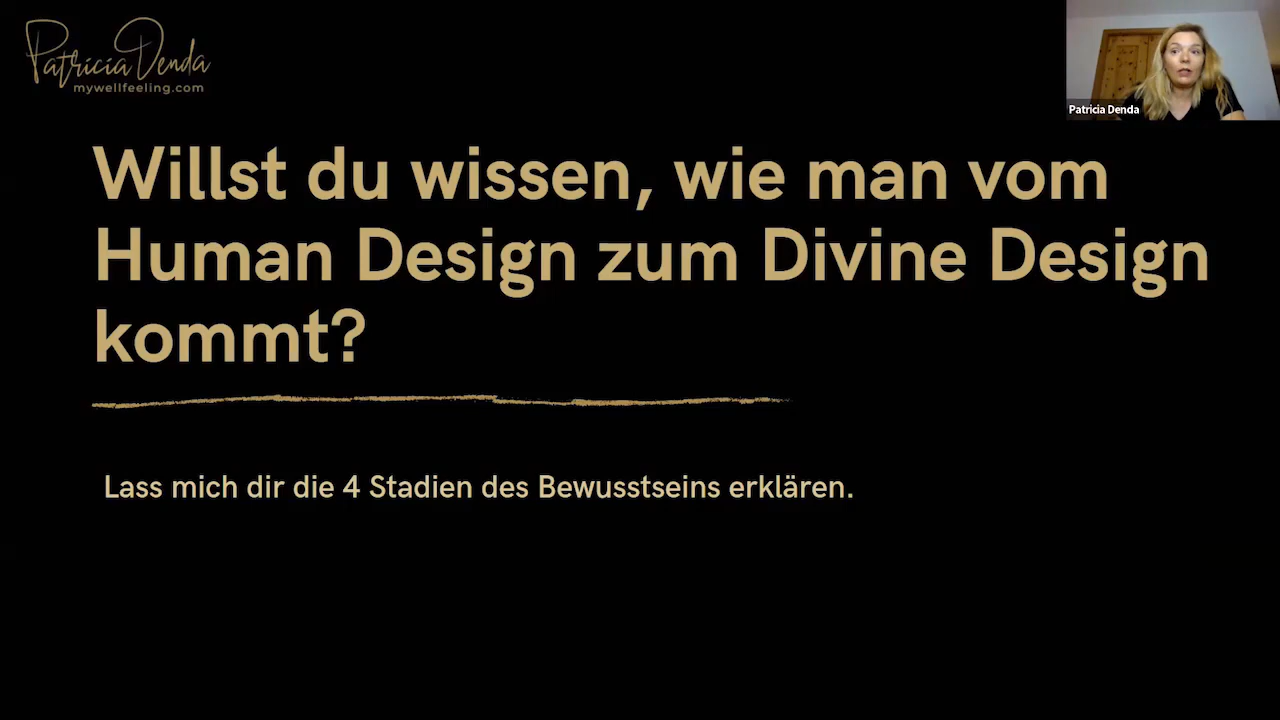 Patricia Denda
mywellfeeling.com
Patricia Denda
Willst du wissen, wie man vom
Human Design zum Divine Design
kommt?
Lass mich dir die 4 Stadien des Bewusstseins erklären.